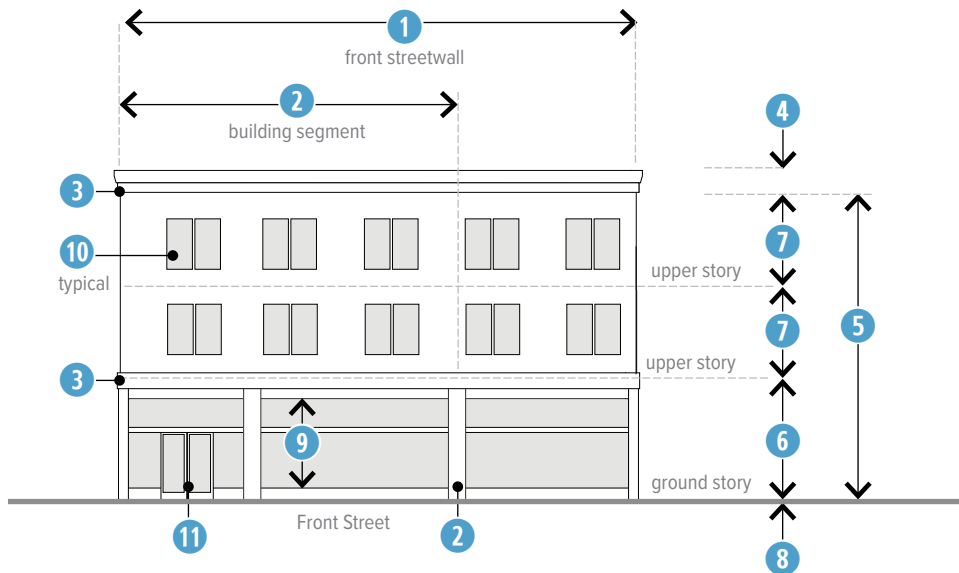 1
front streetwall
2
building segment
4
3
10
typical
7
upper story
5
7
upper story
3
9
6
ground story
Front Street
11
2
8